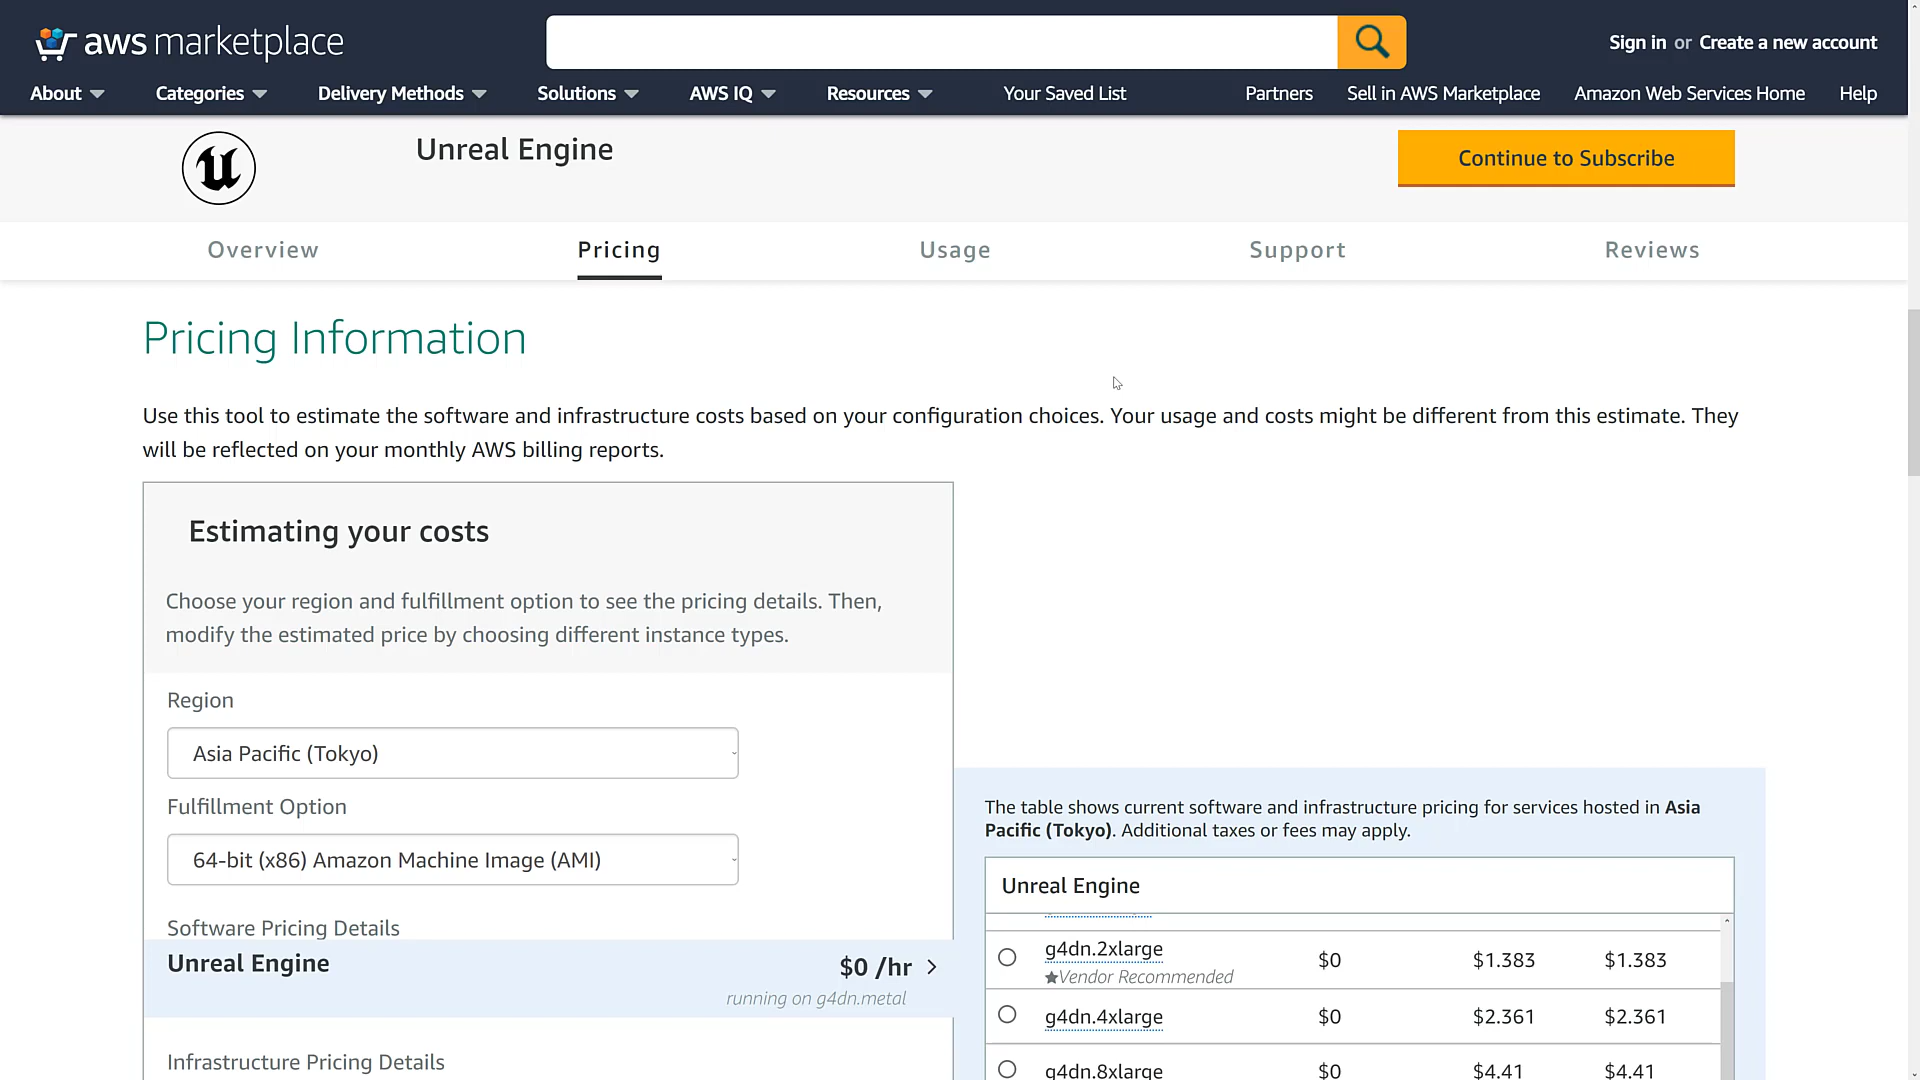 aws marketplace
Sign in or Create a new account
About
Categories
Delivery Methods
Solutions
AWS IQ
Resources
Your Saved List
Partners
Sell in AWS Marketplace
Amazon Web Services Home
Help
Unreal Engine
Continue to Subscribe
Overview
Pricing
Usage
Support
Reviews
Pricing Information
Use this tool to estimate the software and infrastructure costs based on your configuration choices. Your usage and costs might be different from this estimate. They
will be reflected on your monthly AWS billing reports.
Estimating your costs
Choose your region and fulfillment option to see the pricing details. Then,
modify the estimated price by choosing different instance types.
Region
Asia Pacific (Tokyo)
Fulfillment Option
64-bit (x86) Amazon Machine Image (AMI)
Software Pricing Details
Unreal Engine
$0 /hr
running on g4dn.metal
Infrastructure Pricing Details
The table shows current software and infrastructure pricing for services hosted in Asia
Pacific (Tokyo). Additional taxes or fees may apply.
Unreal Engine
g4dn.2xlarge $0 $1.383 $1.383
★Vendor Recommended
g4dn.4xlarge $0 $2.361 $2.361
g4dn.8xlarge $0 $4.41 $4.41